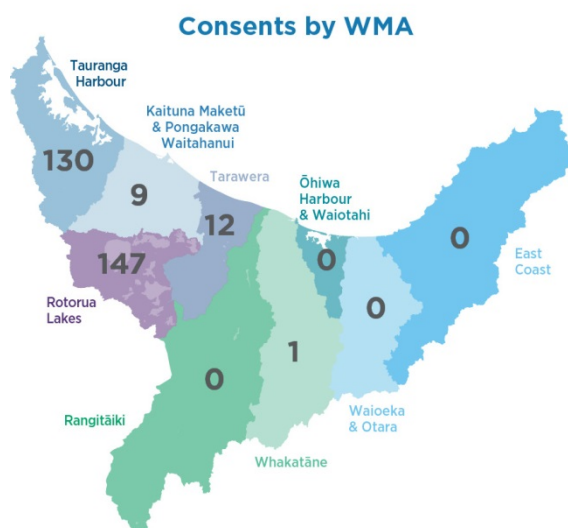 Consents by WMA
Tauranga
Harbour
Kaituna Maketū
& Pongakawa
Waitahanui
130
9
Tarawera
12
Ōhiwa
Harbour
& Waiotahi
0
0
East
Coast
147
Rotorua
Lakes
0
1
0
Rangitāiki
Waioeka
& Otara
Whakatāne